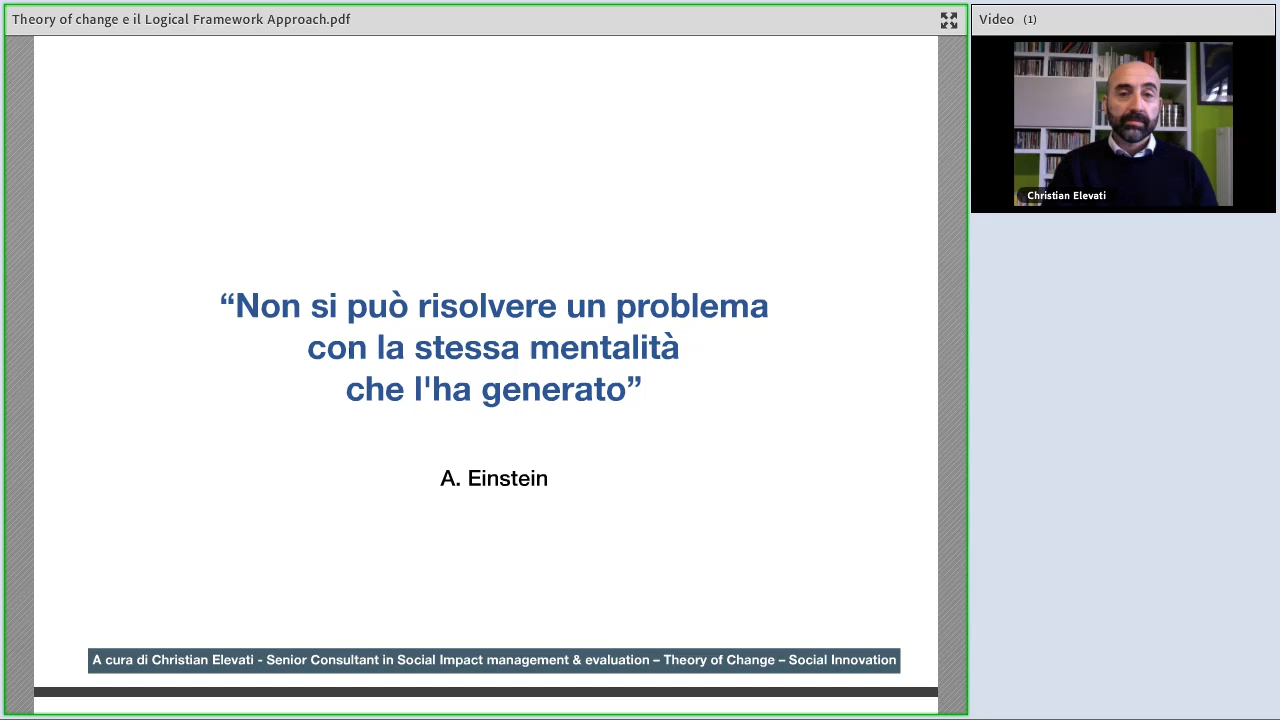 Theory of change e il Logical Framework Approach.pdf
Video (1)
Christian Elevati
“Non si può risolvere un problema
con la stessa mentalità
che l'ha generato”
A. Einstein
A cura di Christian Elevati - Senior Consultant in Social Impact management & evaluation – Theory of Change – Social Innovation